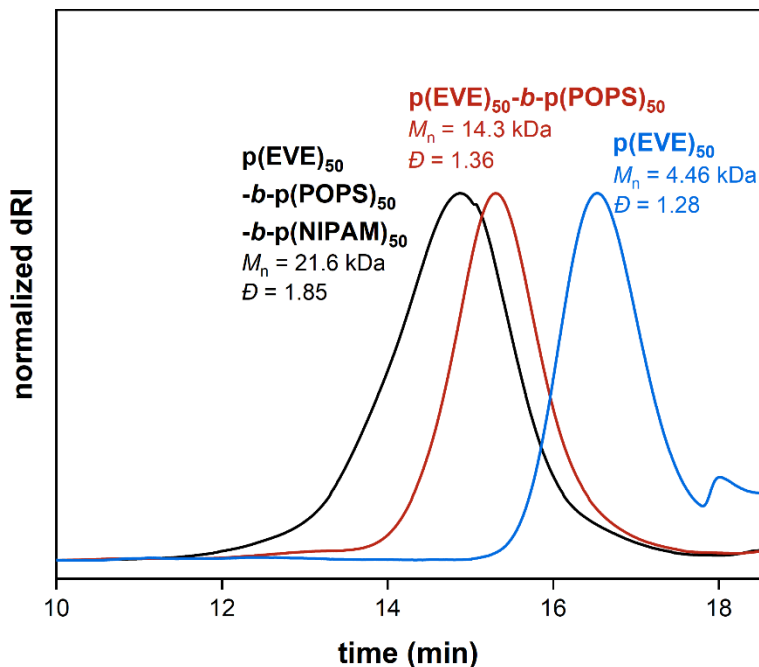 p(EVE)₅₀-b-p(POPS)₅₀
Mₙ = 14.3 kDa
Đ = 1.36
p(EVE)₅₀
-b-p(POPS)₅₀
-b-p(NIPAM)₅₀
Mₙ = 21.6 kDa
Đ = 1.85
p(EVE)₅₀
Mₙ = 4.46 kDa
Đ = 1.28
normalized dRI
10 12 14 16 18
time (min)